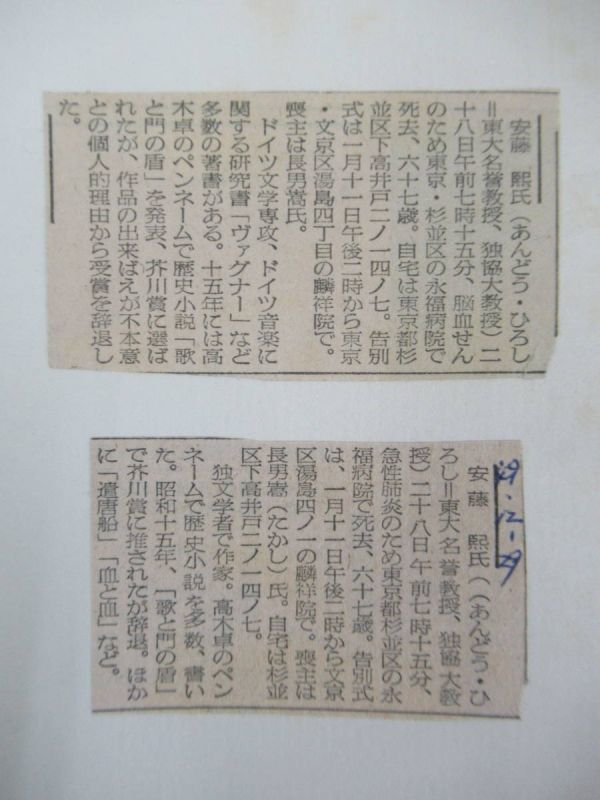 安藤　熙氏（あんどう・ひろし
＝東大名誉教授、独協大教授）二
十八日午前七時十五分、脳血せん
のため東京・杉並区の永福病院で
死去、六十七歳。自宅は東京都杉
並区下高井戸二ノ一四ノ七。告別
式は一月十一日午後二時から東京
・文京区湯島四丁目の麟祥院で。
喪主は長男嵩氏。
ドイツ文学専攻、ドイツ音楽に
関する研究書「ヴァグナー」など
多数の著書がある。十五年には高
木卓のペンネームで歴史小説「歌
と門の盾」を発表、芥川賞に選ば
れたが、作品の出来ばえが不本意
との個人的理由から受賞を辞退し
た。
49.12-29
安藤　熙氏（（あんどう・ひ
ろし＝東大名誉教授、独協大教
授）二十八日午前七時十五分、
急性肺炎のため東京都杉並区の永
福病院で死去、六十七歳。告別式
は、一月十一日午後二時から文京
区湯島四ノ一の麟祥院で。喪主は
長男嵩（たかし）氏。自宅は杉並
区下高井戸二ノ一四ノ七。
独文学者で作家。高木卓のペン
ネームで歴史小説を多数、書い
た。昭和十五年、「歌と門の盾」
で芥川賞に推されたが辞退。ほか
に「遣唐船」「血と血」など。